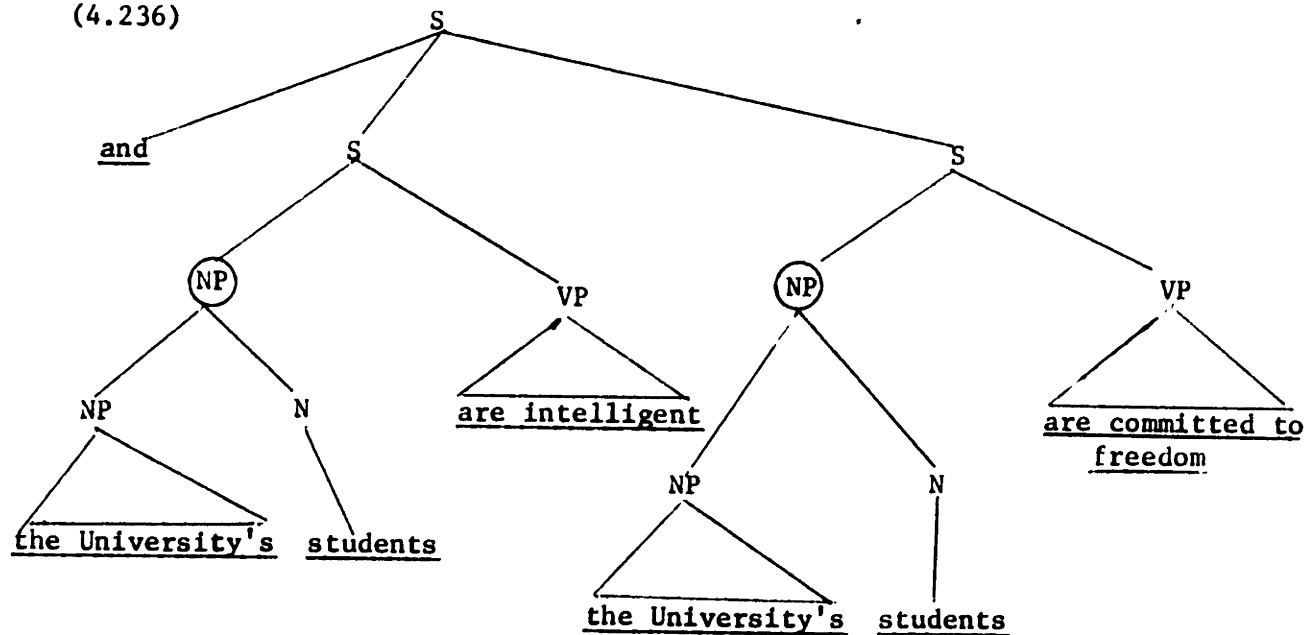 (4.236)
S
and
S
S
NP
VP
NP
VP
NP
N
are intelligent
are committed to
freedom
NP
N
the University's
students
the University's
students